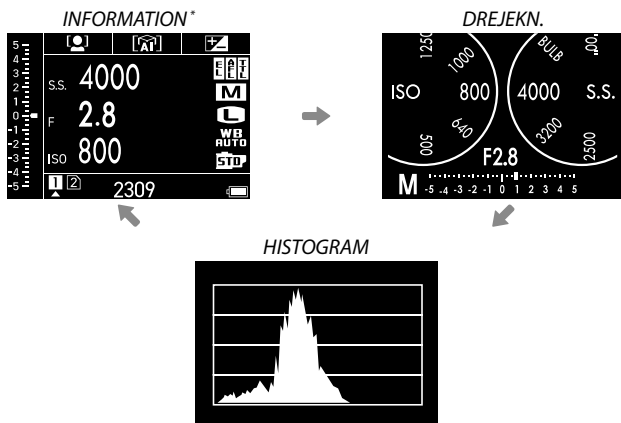 INFORMATION*
5
4
3
2
1
0
-1
-2
-3
-4
-5
AI
S.S. 4000
F 2.8
ISO 800
M
L
WB
AUTO
STD
1 2
2309
DREJEKN.
1250 1000 BULB
ISO 800 4000 S.S.
500 640 3200 2500
F2.8
M -5 -4 -3 -2 -1 0 1 2 3 4 5
HISTOGRAM